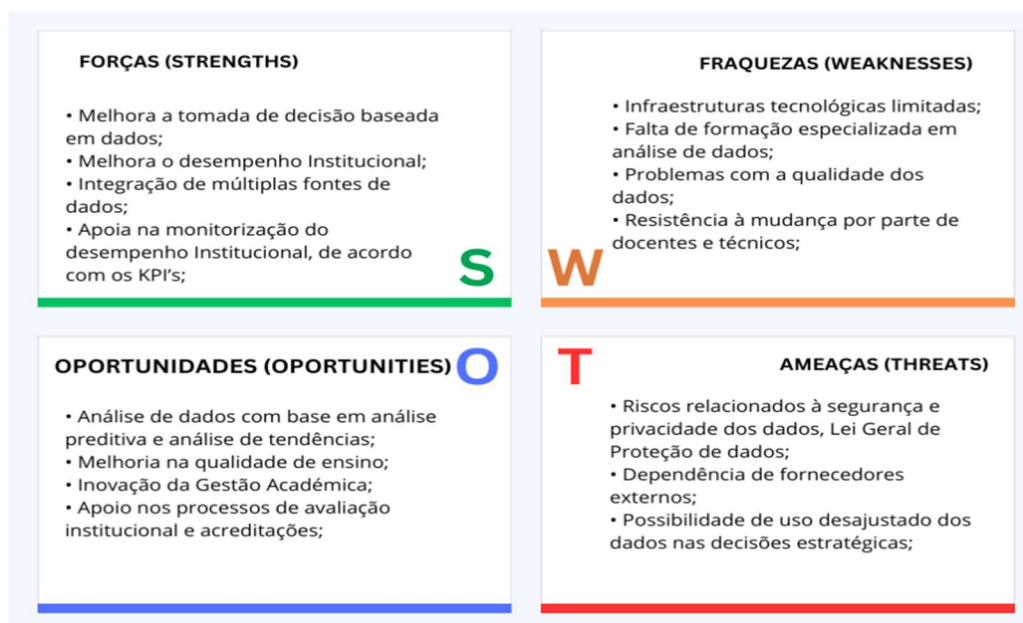 FORÇAS (STRENGTHS)
• Melhora a tomada de decisão baseada
em dados;
• Melhora o desempenho Institucional;
• Integração de múltiplas fontes de
dados;
• Apoia na monitorização do
desempenho Institucional, de acordo
com os KPI's;
S
FRAQUEZAS (WEAKNESSES)
• Infraestruturas tecnológicas limitadas;
• Falta de formação especializada em
análise de dados;
• Problemas com a qualidade dos
dados;
• Resistência à mudança por parte de
docentes e técnicos;
W
OPORTUNIDADES (OPORTUNITIES)
O
• Análise de dados com base em análise
preditiva e análise de tendências;
• Melhoria na qualidade de ensino;
• Inovação da Gestão Académica;
• Apoio nos processos de avaliação
institucional e acreditações;
T
AMEAÇAS (THREATS)
• Riscos relacionados à segurança e
privacidade dos dados, Lei Geral de
Proteção de dados;
• Dependência de fornecedores
externos;
• Possibilidade de uso desajustado dos
dados nas decisões estratégicas;